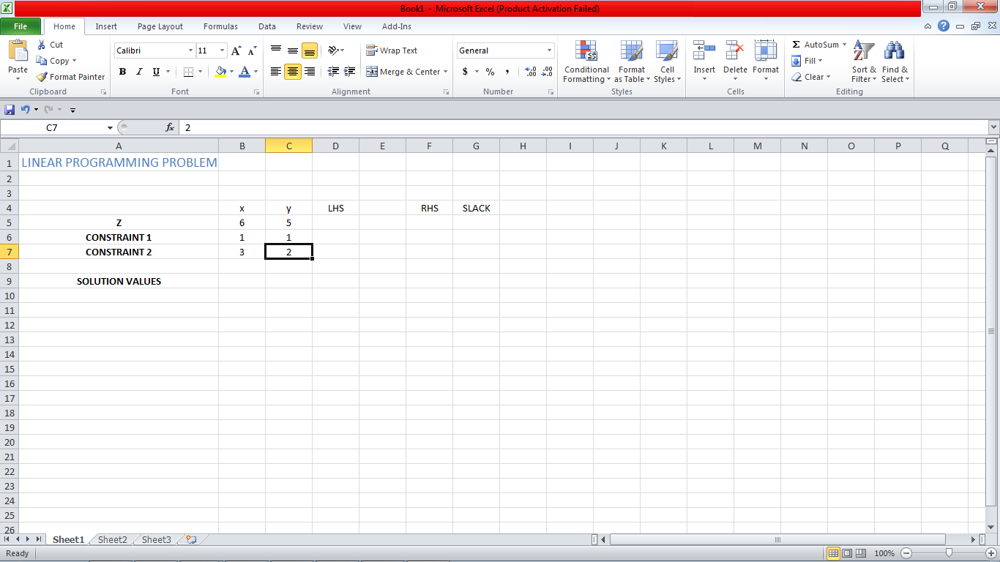 Book1 - Microsoft Excel (Product Activation Failed)
File Home Insert Page Layout Formulas Data Review View Add-Ins
Paste
Cut
Copy
Format Painter
Clipboard
Calibri 11
B I U
A A
Font
Wrap Text
Merge & Center
Alignment
General
$ % ,
.0 .00
.00 .0
Number
Conditional Formatting
Format as Table
Cell Styles
Styles
Insert Delete Format
Cells
Σ AutoSum
Fill
Clear
Sort & Filter
Find & Select
Editing
C7 fx 2
A B C D E F G H I J K L M N O P Q
1 LINEAR PROGRAMMING PROBLEM
2
3
4 x y LHS RHS SLACK
5 Z 6 5
6 CONSTRAINT 1 1 1
7 CONSTRAINT 2 3 2
8
9 SOLUTION VALUES
10
11
12
13
14
15
16
17
18
19
20
21
22
23
24
25
26
Sheet1 Sheet2 Sheet3
Ready 100%